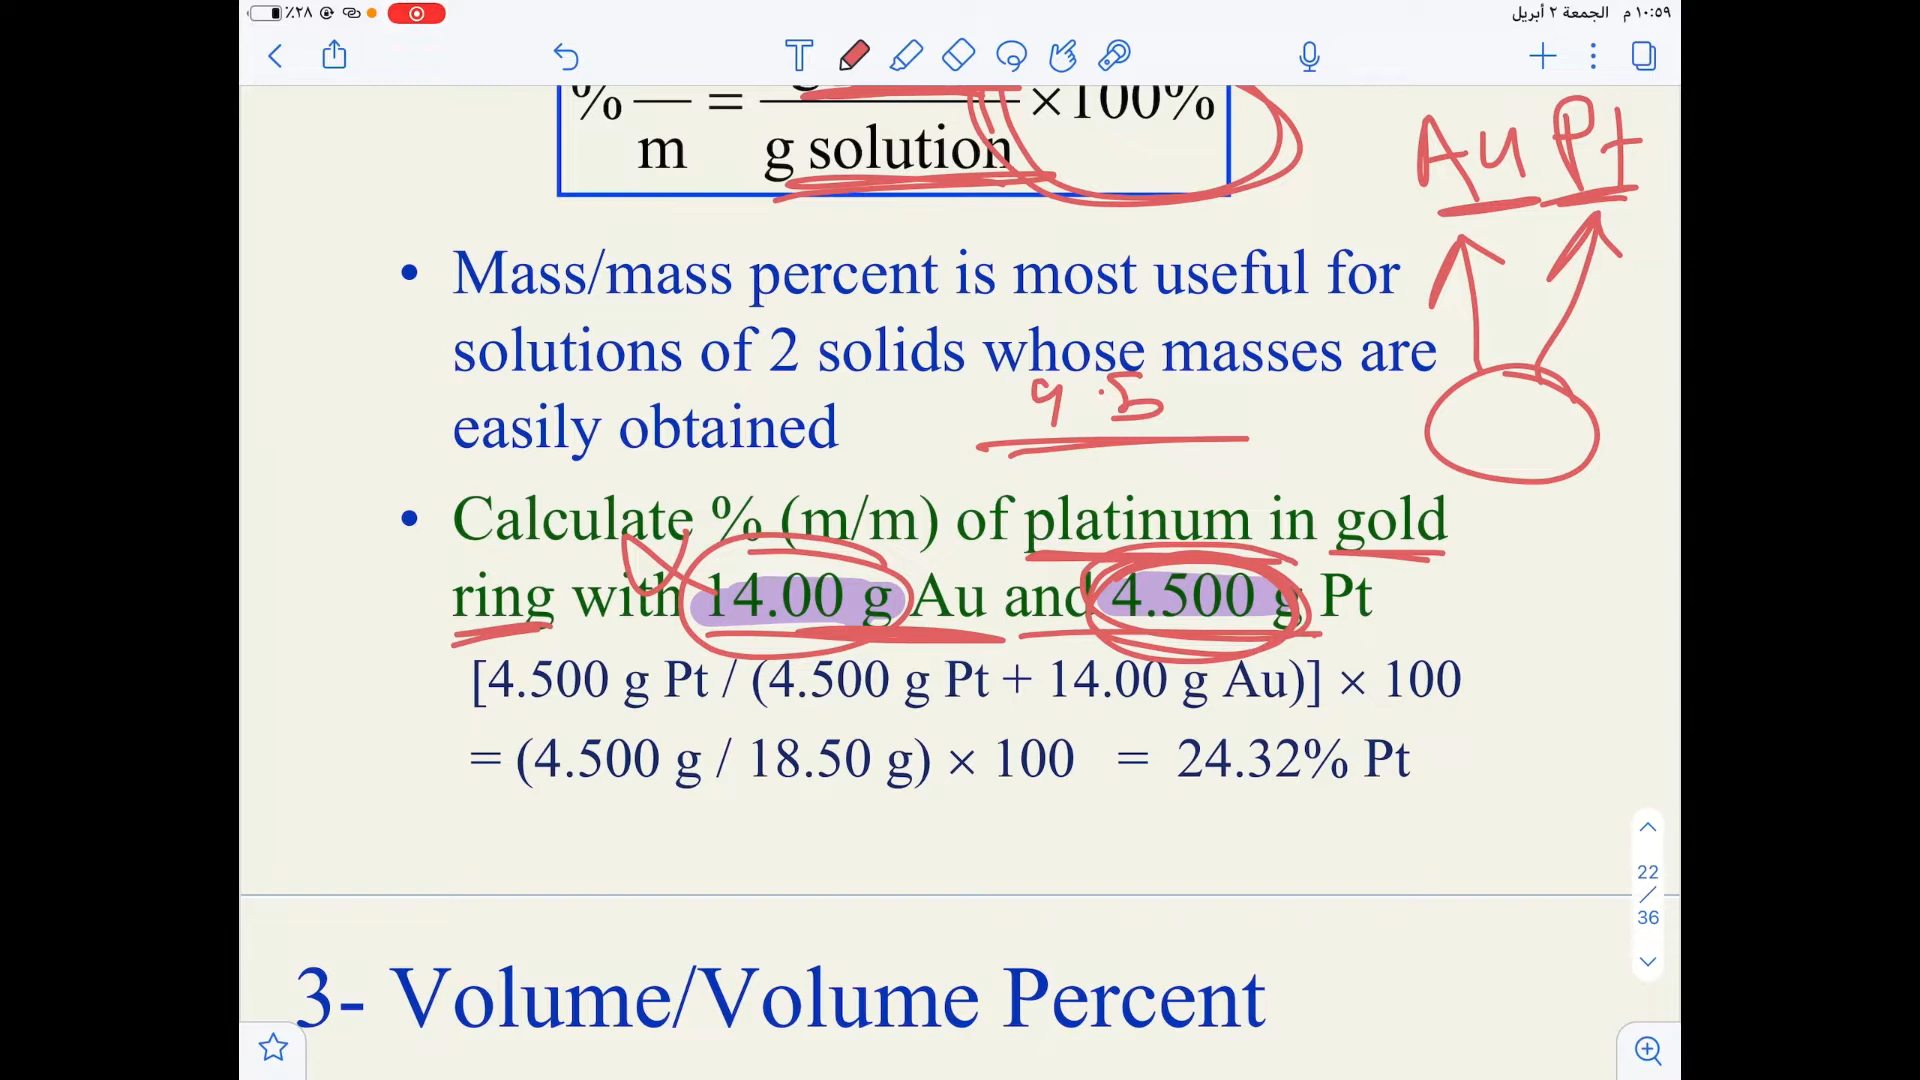 ٪٢٨
١٠:٥٩ م الجمعة ٢ أبريل
T
% — = — ×100%
m g solution
Au Pt
• Mass/mass percent is most useful for
solutions of 2 solids whose masses are
easily obtained
9.5
• Calculate % (m/m) of platinum in gold
ring with 14.00 g Au and 4.500 g Pt
[4.500 g Pt / (4.500 g Pt + 14.00 g Au)] × 100
= (4.500 g / 18.50 g) × 100 = 24.32% Pt
22
/
36
3- Volume/Volume Percent